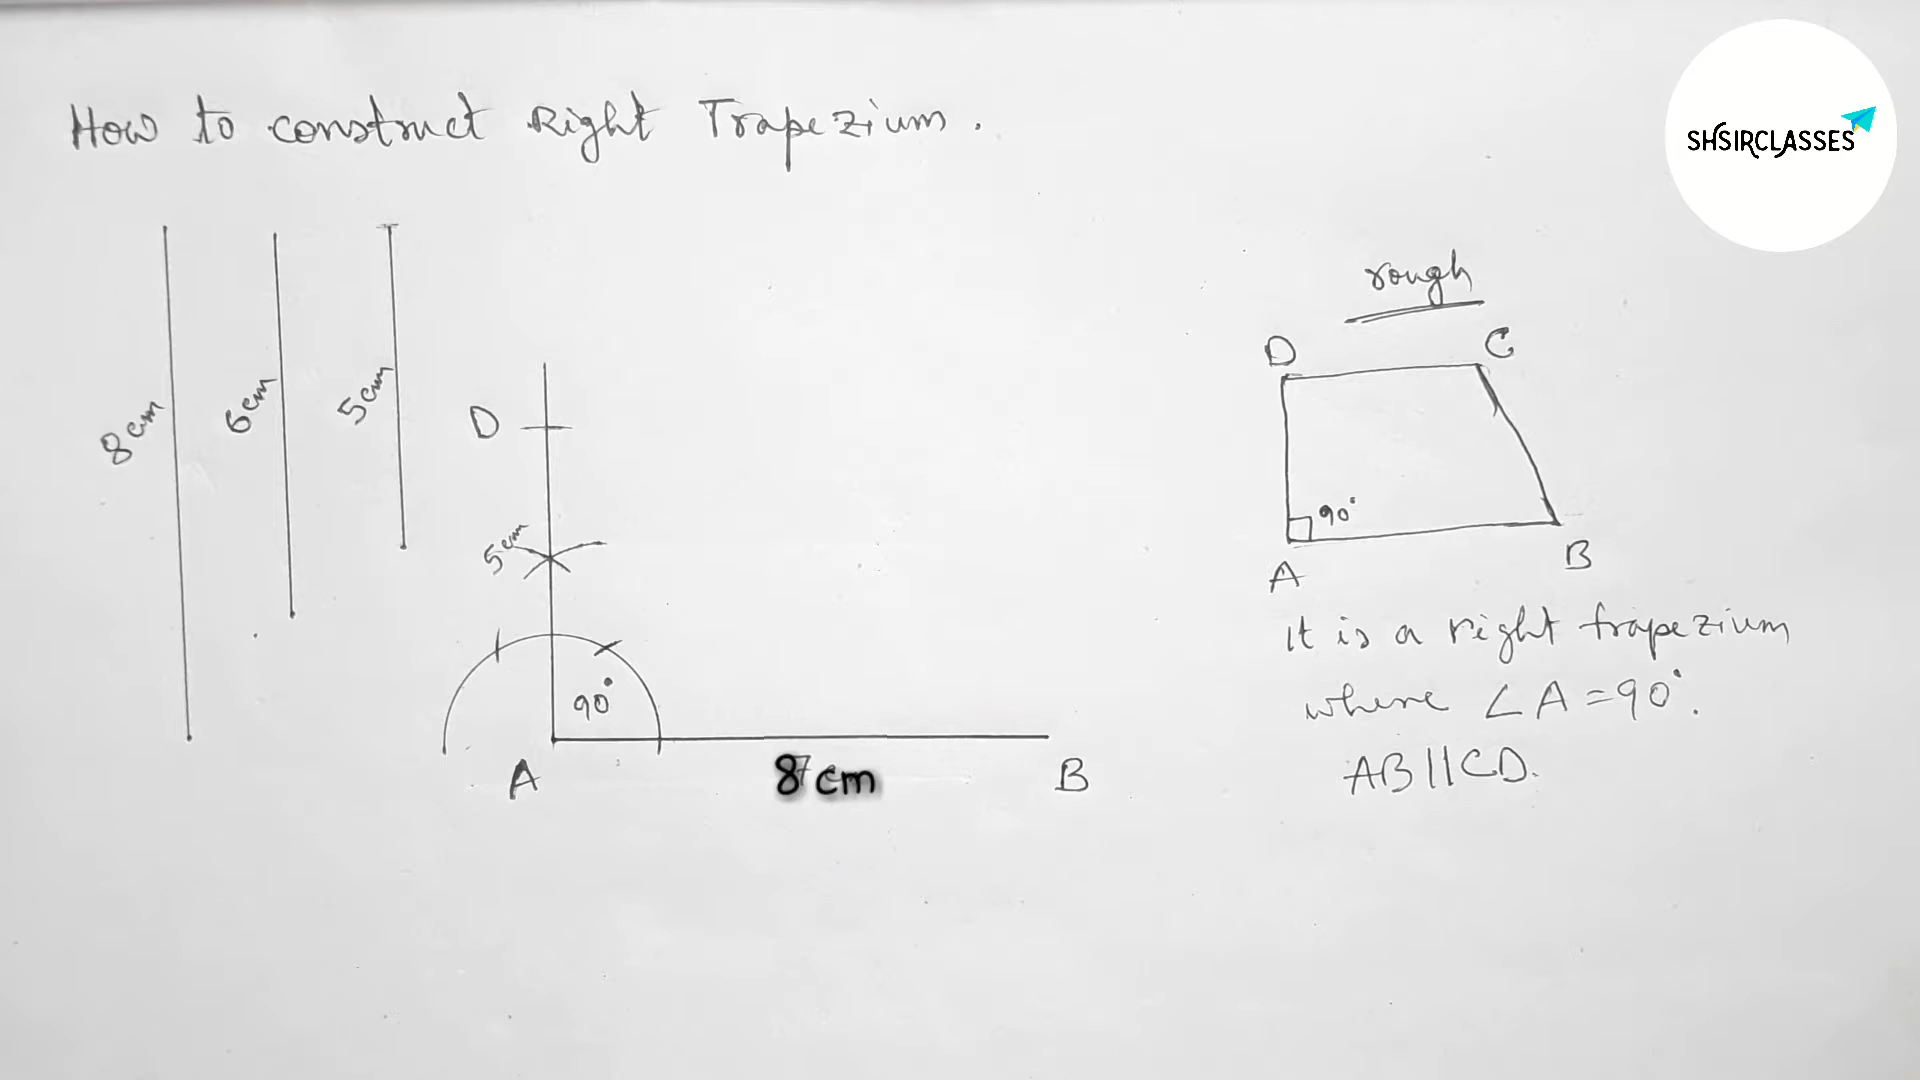 How to construct Right Trapezium.
SHSIRCLASSES
8cm
6cm
5cm
rough
D
C
90°
A
B
It is a right trapezium
where ∠A=90°.
AB||CD.
D
5cm
90°
A
8cm
B